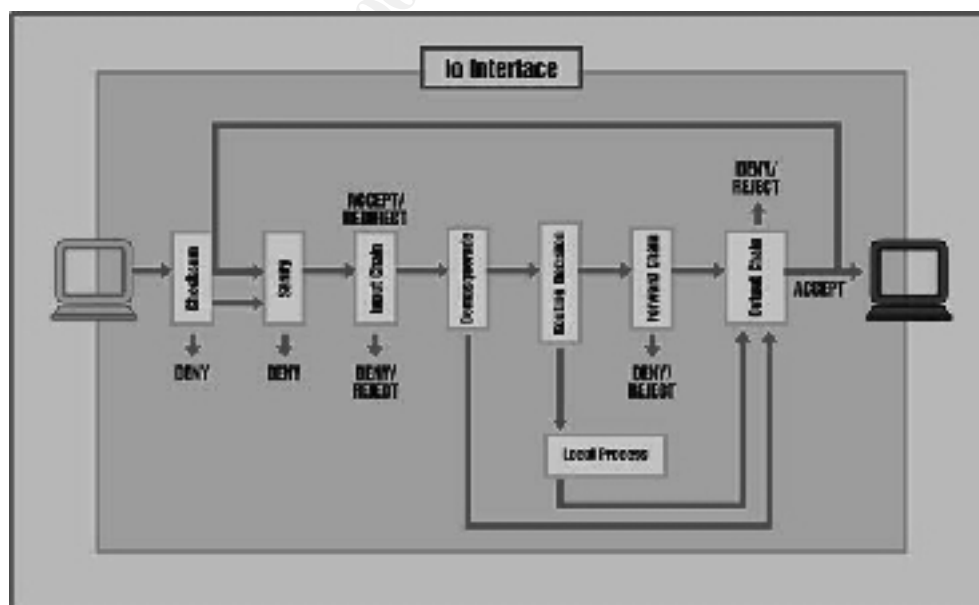 lo Interface
DENY/
REJECT
ACCEPT/
REDIRECT
Checksum
Sanity
Input Chain
Demasquerade
Routing Decision
Forward Chain
Output Chain
ACCEPT
DENY
DENY
DENY/
REJECT
DENY/
REJECT
Local Process